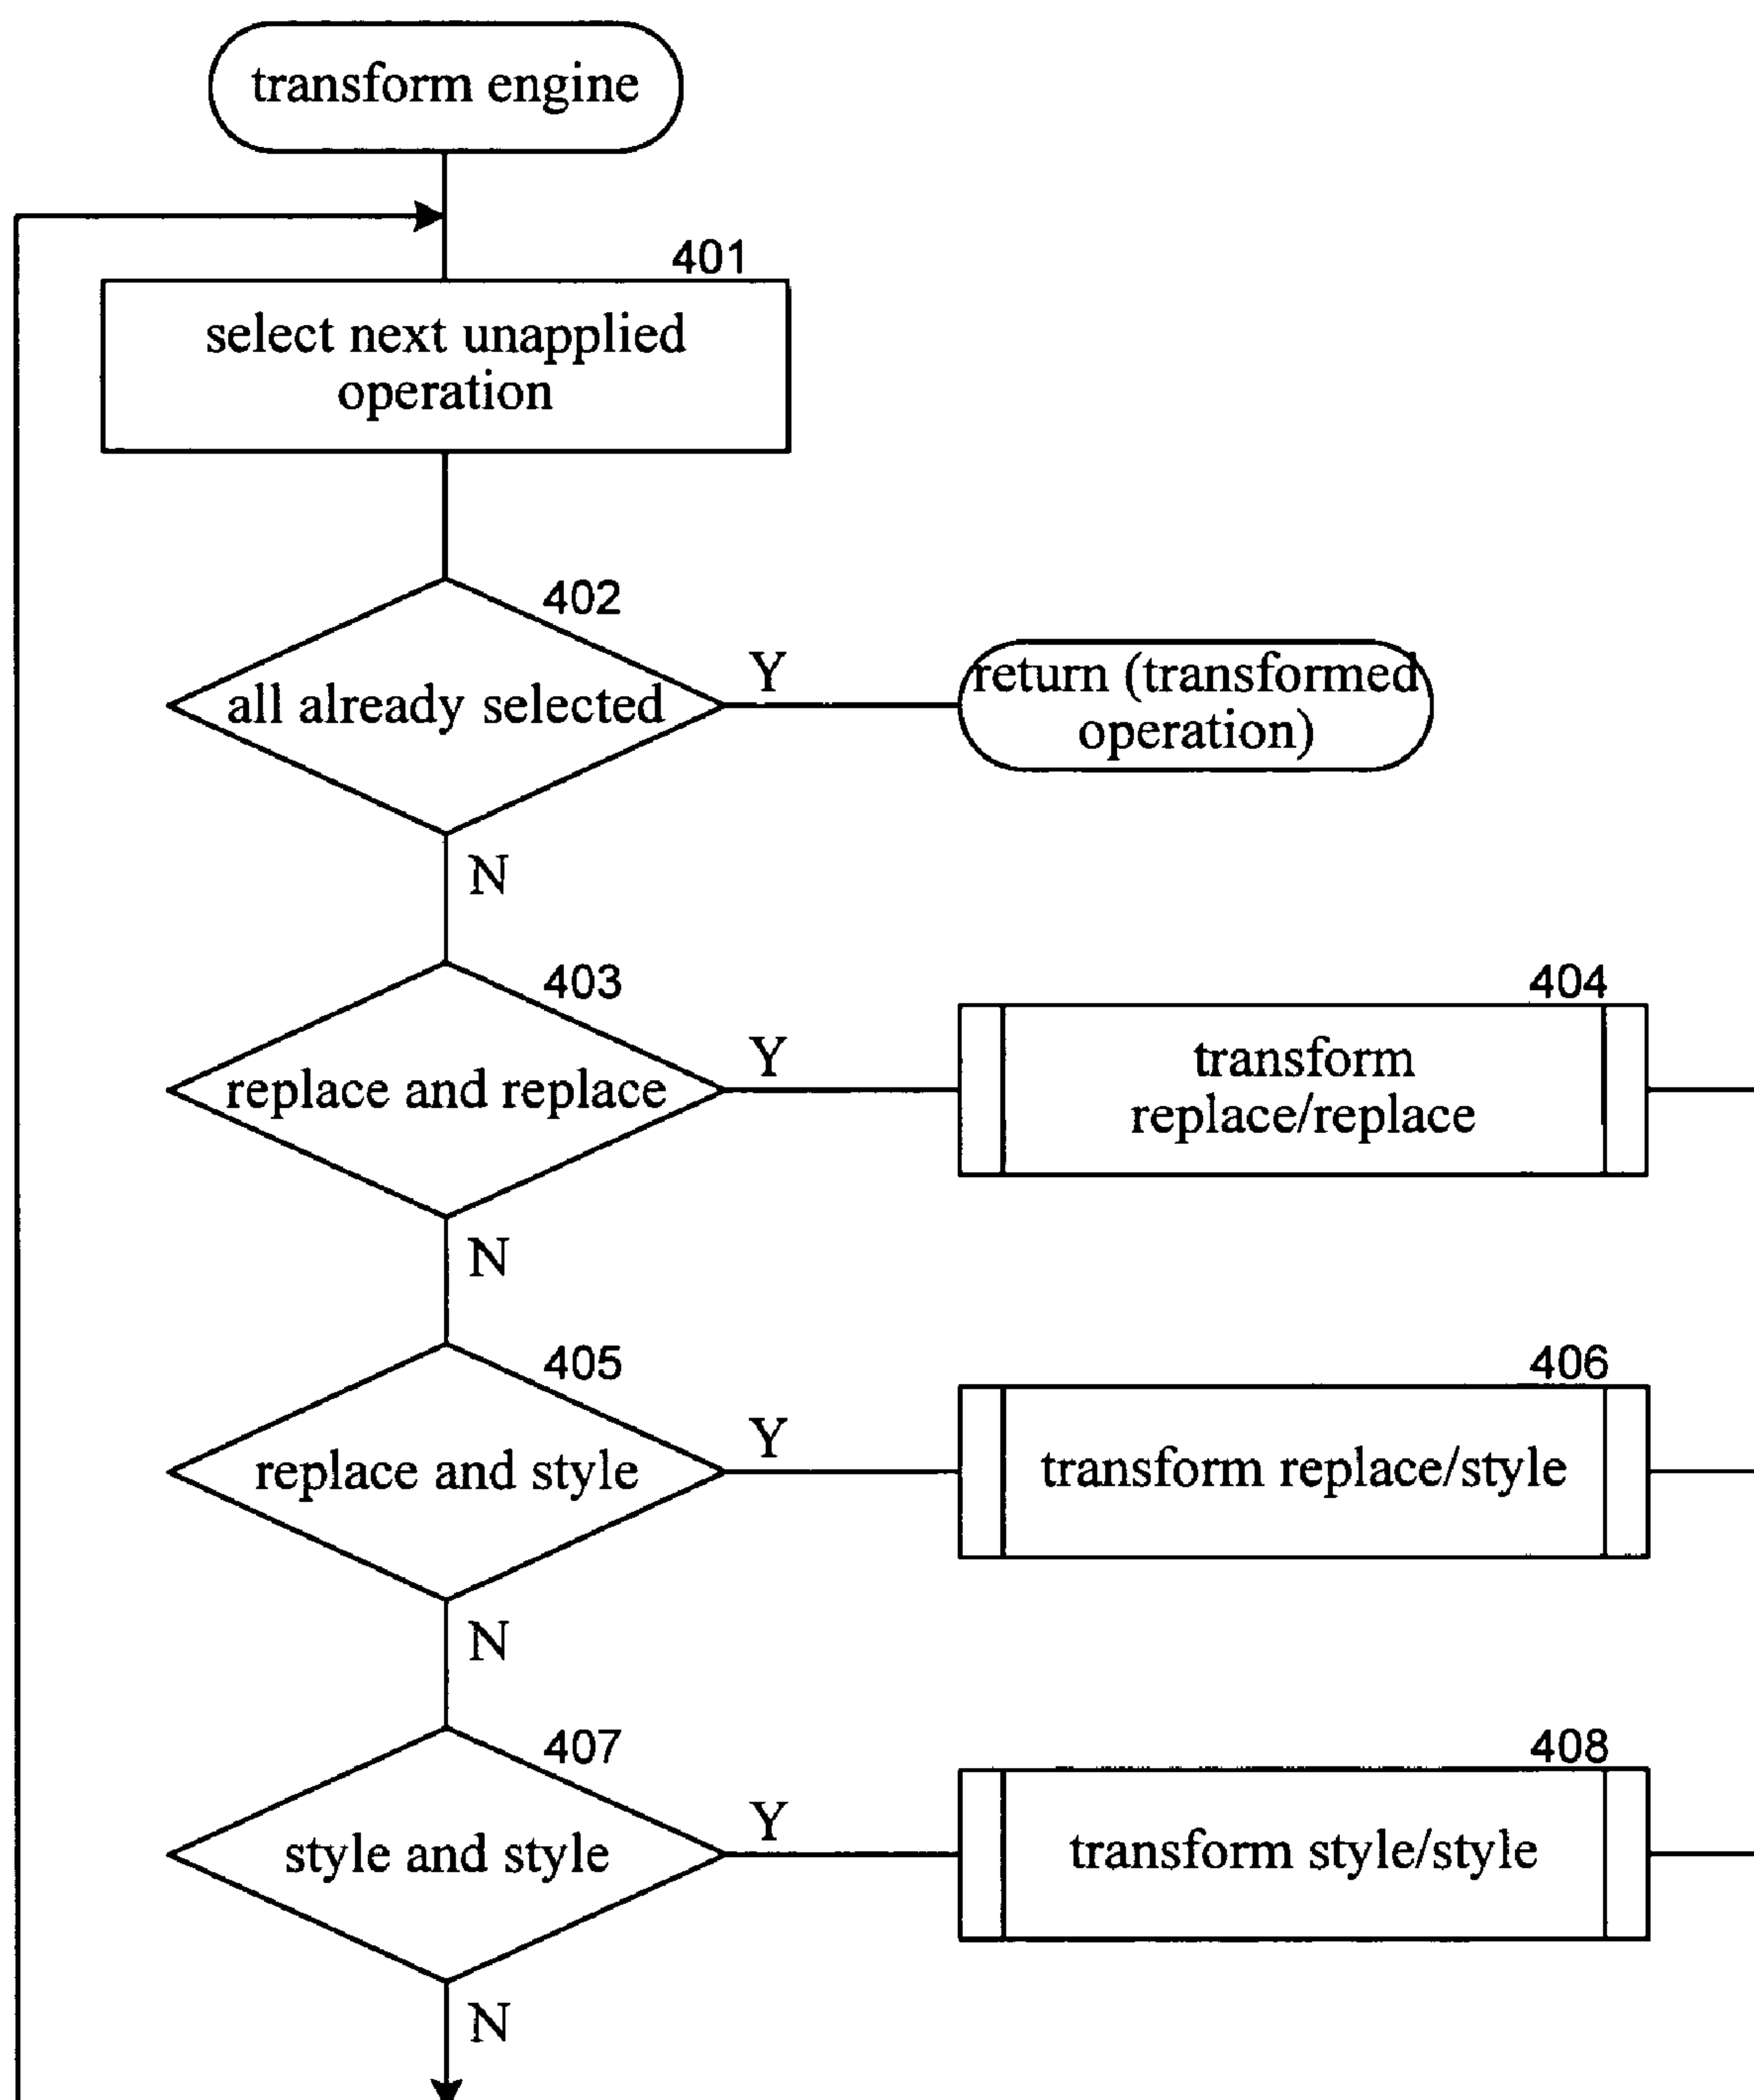 transform engine
401
select next unapplied
operation
402
all already selected
Y
return (transformed
operation)
N
403
replace and replace
Y
404
transform
replace/replace
N
405
replace and style
Y
406
transform replace/style
N
407
style and style
Y
408
transform style/style
N